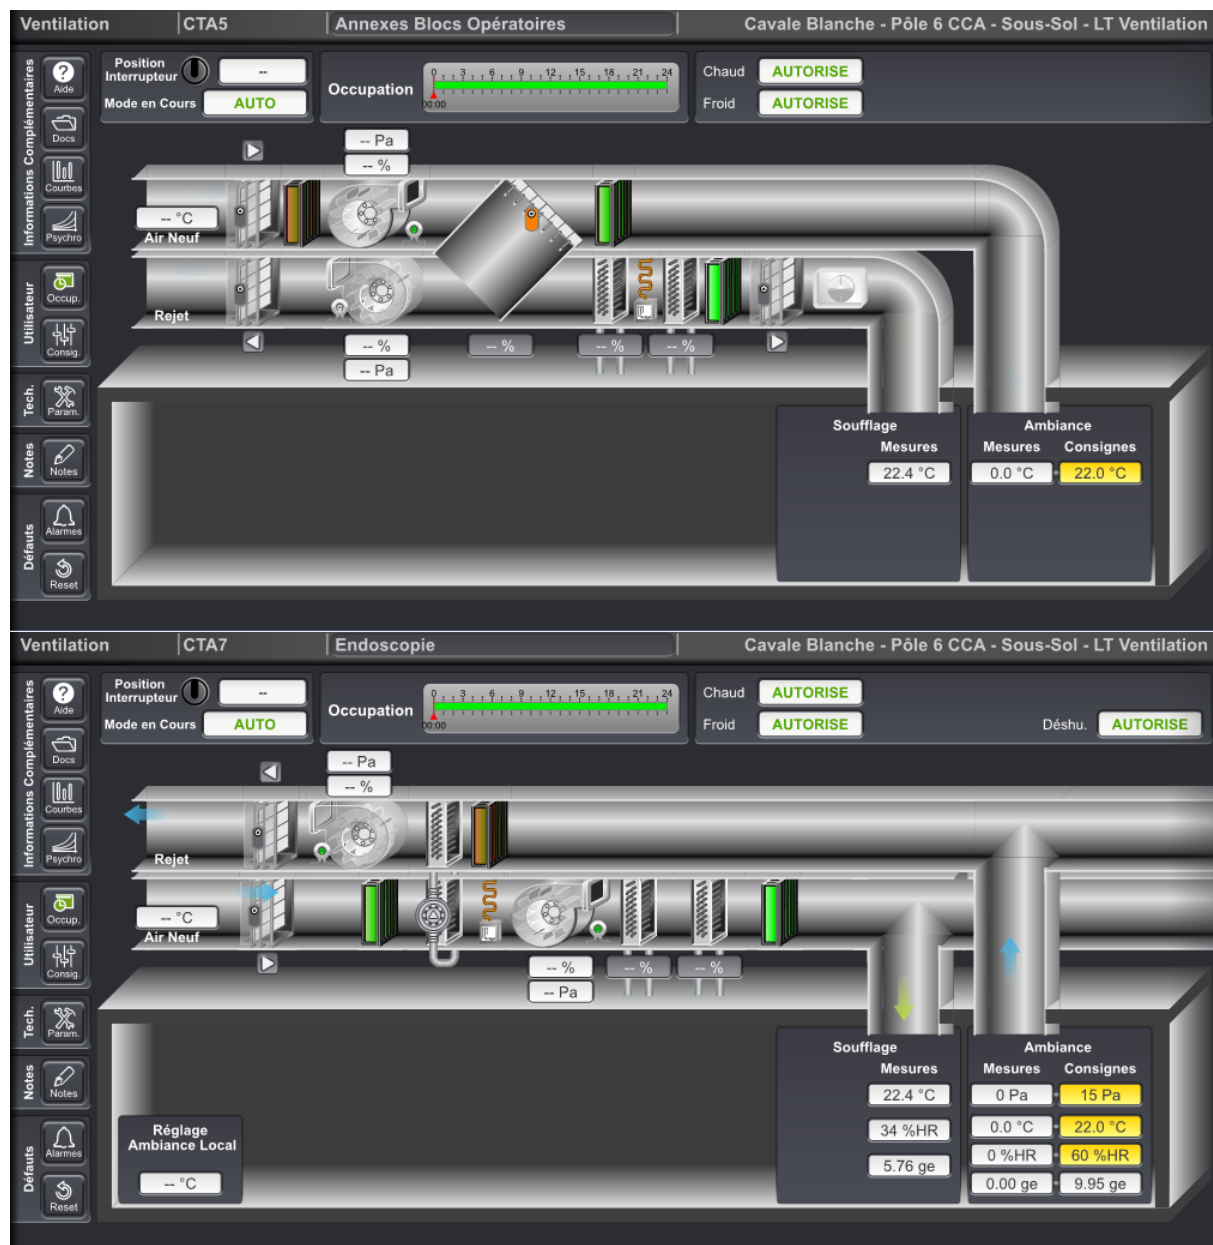 Ventilation CTA5 Annexes Blocs Opératoires Cavale Blanche - Pôle 6 CCA - Sous-Sol - LT Ventilation
Informations Complémentaires
Aide
Docs
Courbes
Psychro
Utilisateur
Occup.
Consig.
Tech.
Param.
Notes
Notes
Défauts
Alarmes
Reset
Position
Interrupteur --
Mode en Cours AUTO
Occupation
0 3 6 9 12 15 18 21 24
00:00
Chaud AUTORISE
Froid AUTORISE
-- Pa
-- %
-- °C
Air Neuf
Rejet
-- % -- % -- % -- %
-- Pa
Soufflage
Mesures
22.4 °C
Ambiance
Mesures Consignes
0.0 °C 22.0 °C
Ventilation CTA7 Endoscopie Cavale Blanche - Pôle 6 CCA - Sous-Sol - LT Ventilation
Informations Complémentaires
Aide
Docs
Courbes
Psychro
Utilisateur
Occup.
Consig.
Tech.
Param.
Notes
Notes
Défauts
Alarmes
Reset
Position
Interrupteur --
Mode en Cours AUTO
Occupation
0 3 6 9 12 15 18 21 24
00:00
Chaud AUTORISE
Froid AUTORISE Déshu. AUTORISE
-- Pa
-- %
Rejet
-- °C
Air Neuf
-- % -- % -- %
-- Pa
Réglage
Ambiance Local
-- °C
Soufflage
Mesures
22.4 °C
34 %HR
5.76 ge
Ambiance
Mesures Consignes
0 Pa 15 Pa
0.0 °C 22.0 °C
0 %HR 60 %HR
0.00 ge 9.95 ge